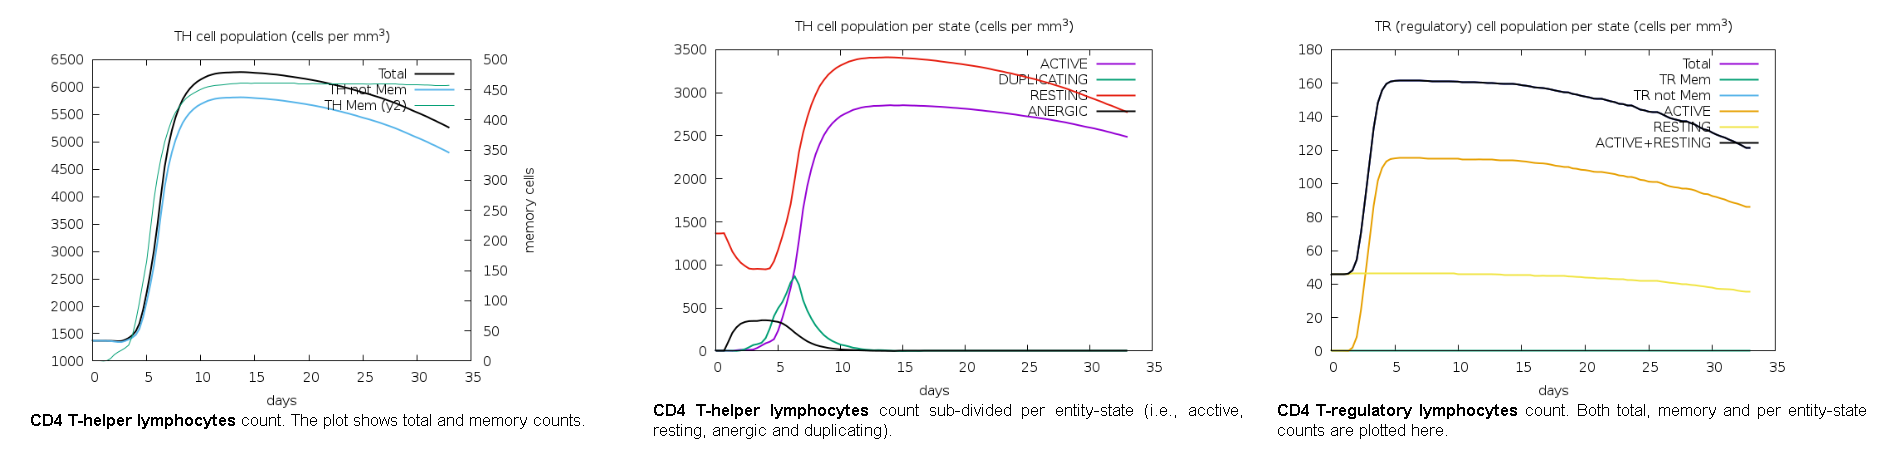 TH cell population (cells per mm3)
6500
6000
5500
5000
4500
4000
3500
3000
2500
2000
1500
1000
500
450
400
350
300
250
200
150
100
50
0
Total
TH not Mem
TH Mem (y2)
memory cells
0 5 10 15 20 25 30 35
days
CD4 T-helper lymphocytes count. The plot shows total and memory counts.
TH cell population per state (cells per mm3)
3500
3000
2500
2000
1500
1000
500
0
ACTIVE
DUPLICATING
RESTING
ANERGIC
0 5 10 15 20 25 30 35
days
CD4 T-helper lymphocytes count sub-divided per entity-state (i.e., acctive,
resting, anergic and duplicating).
TR (regulatory) cell population per state (cells per mm3)
180
160
140
120
100
80
60
40
20
0
Total
TR Mem
TR not Mem
ACTIVE
RESTING
ACTIVE+RESTING
0 5 10 15 20 25 30 35
days
CD4 T-regulatory lymphocytes count. Both total, memory and per entity-state
counts are plotted here.